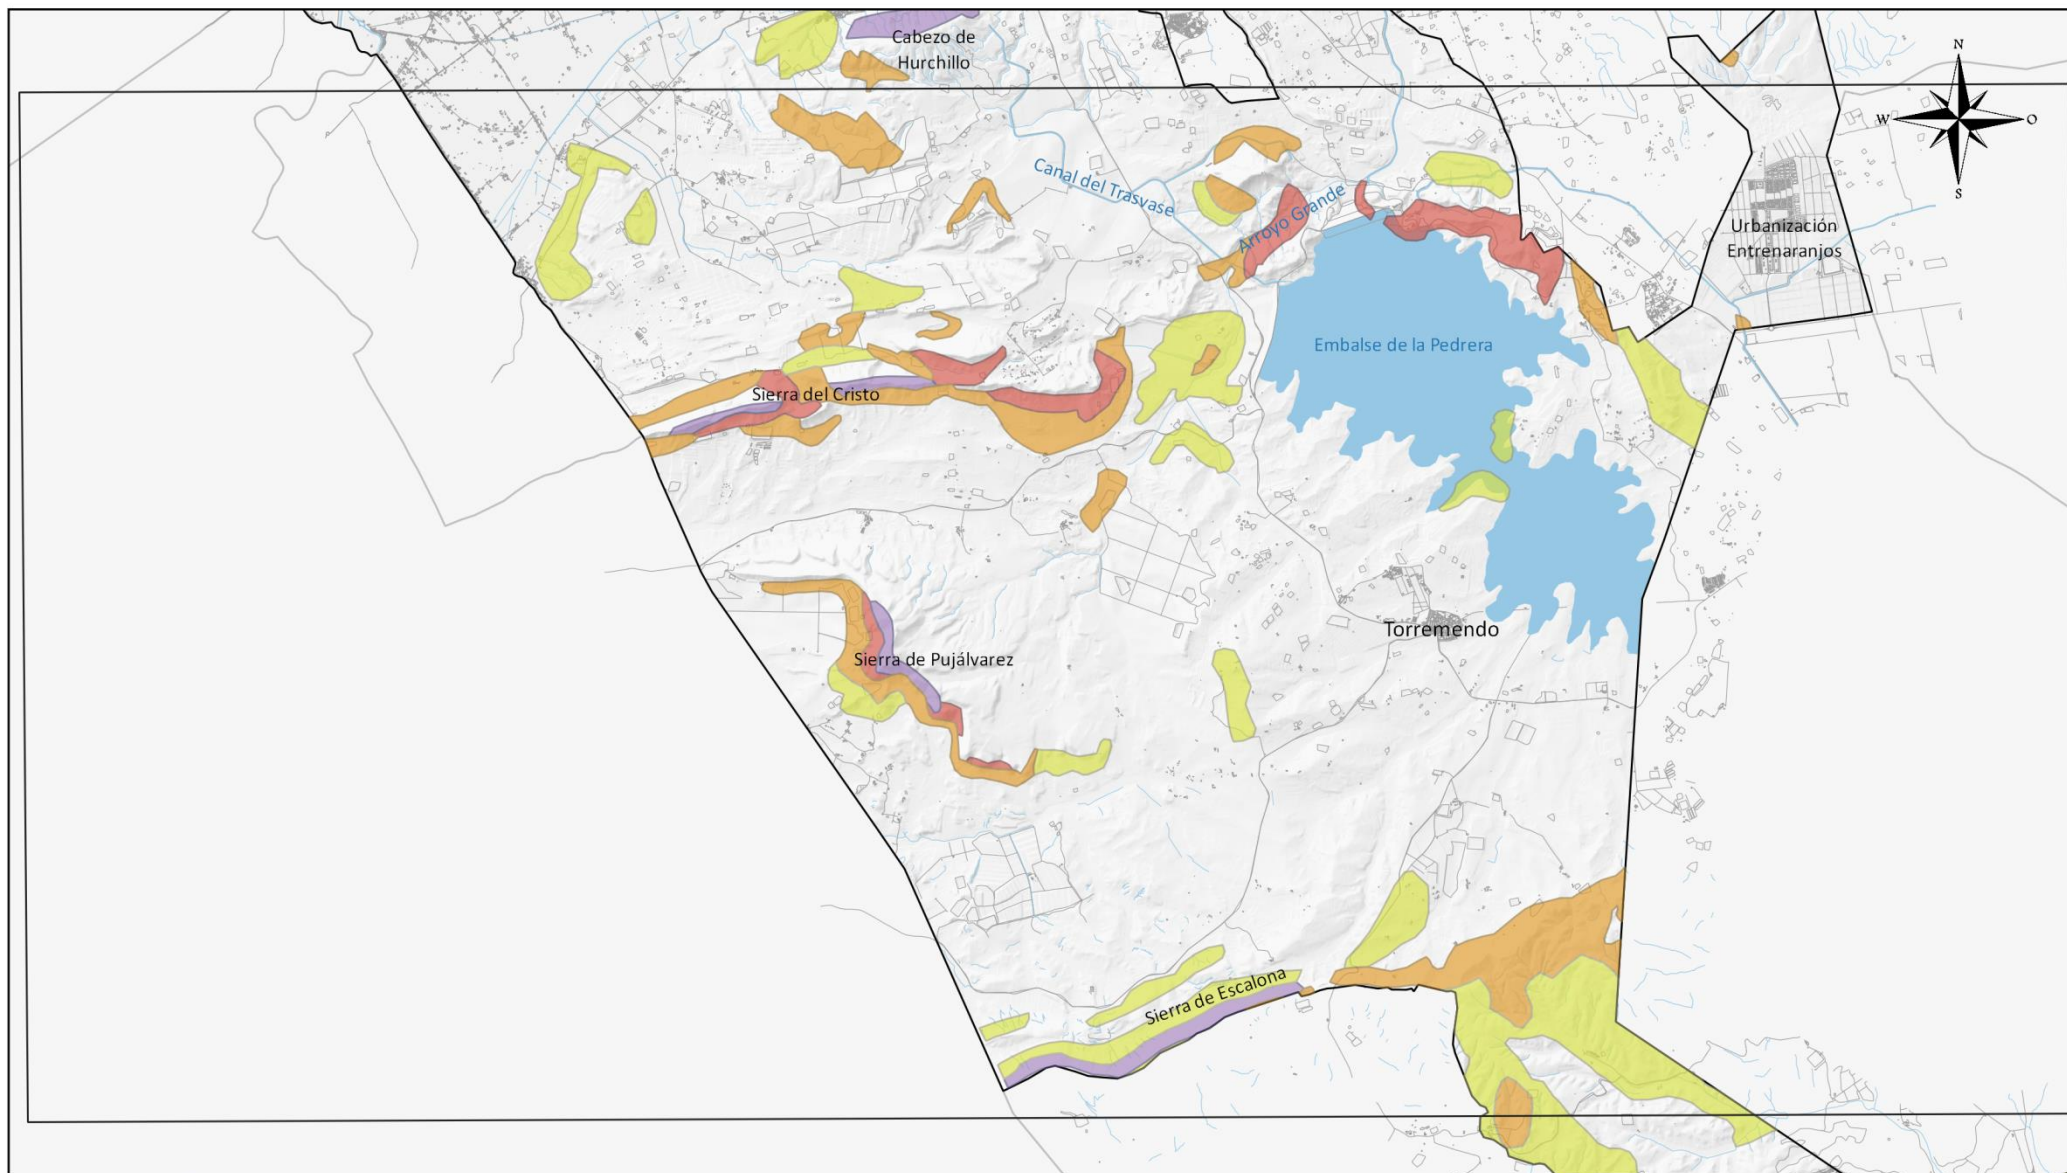 Cabezo de
Hurchillo
N
W
O
S
Canal del Trasvase
Arroyo Grande
Urbanización
Entrenaranjos
Embalse de la Pedrera
Sierra del Cristo
Torremendo
Sierra de Pujálvarez
Sierra de Escalona